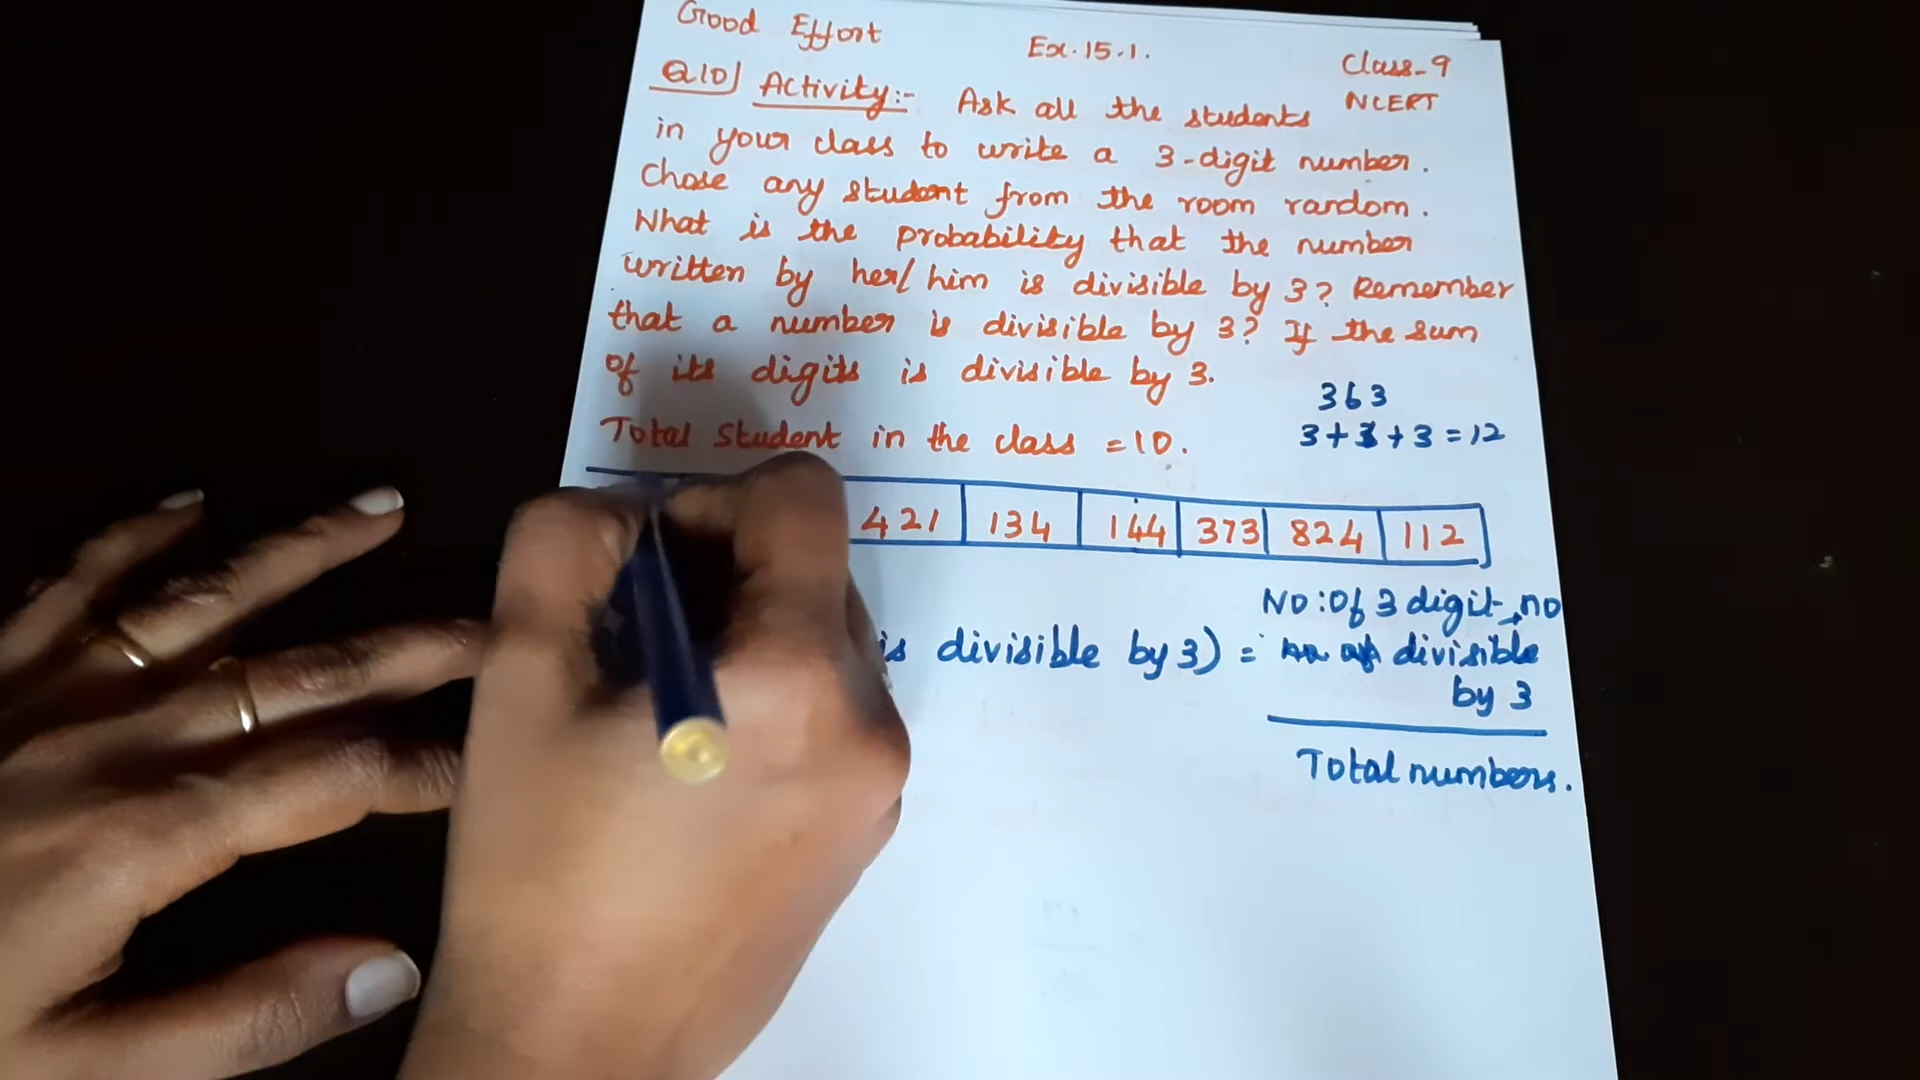 Good Effort Ex.15.1. Class-9
Q10) Activity:- Ask all the students NCERT
in your class to write a 3-digit number.
Chose any student from the room random.
What is the probability that the number
written by her/him is divisible by 3? Remember
that a number is divisible by 3? If the sum
of its digits is divisible by 3.
363
Total Student in the class =10.
3+3+3=12
421 134 144 373 824 112
No:Of 3 digit no
is divisible by 3) = divisible
by 3
Total numbers.